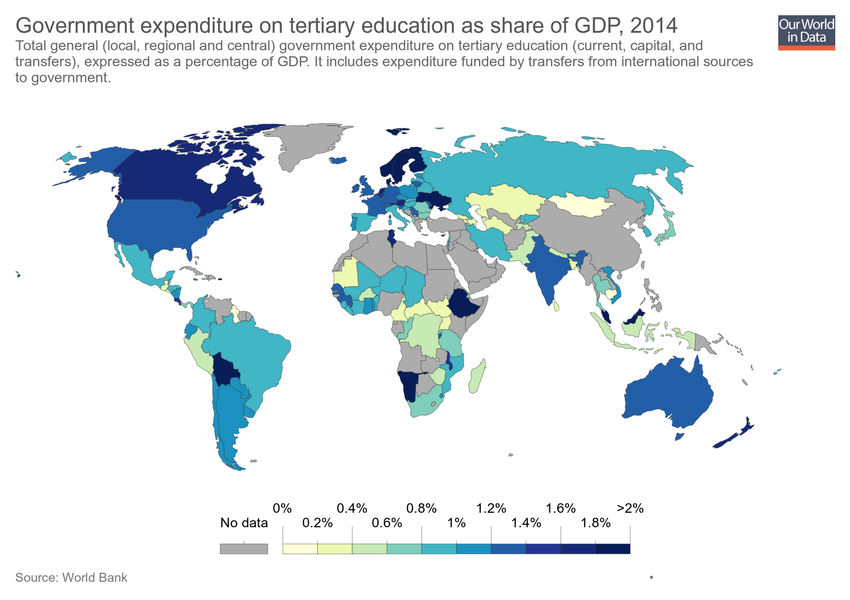 Government expenditure on tertiary education as share of GDP, 2014
Total general (local, regional and central) government expenditure on tertiary education (current, capital, and
transfers), expressed as a percentage of GDP. It includes expenditure funded by transfers from international sources
to government.
Our World
in Data
No data
0% 0.4% 0.8% 1.2% 1.6% >2%
0.2% 0.6% 1% 1.4% 1.8%
Source: World Bank